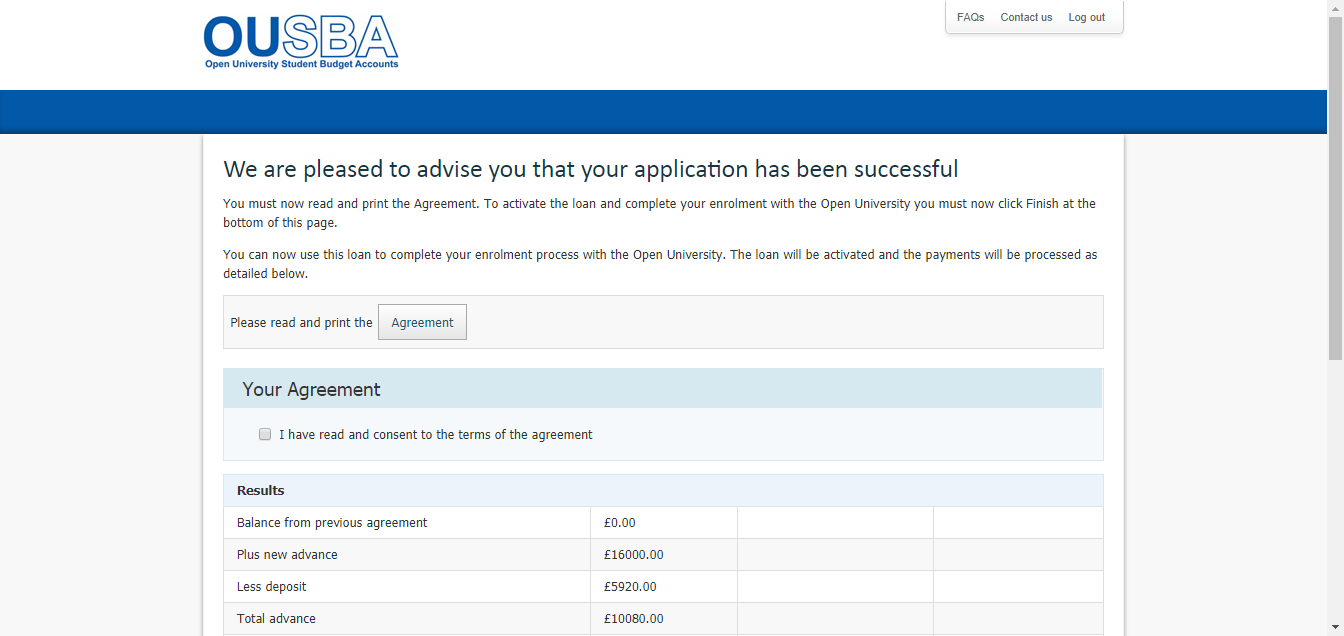 FAQs Contact us Log out
OUSBA
Open University Student Budget Accounts
We are pleased to advise you that your application has been successful
You must now read and print the Agreement. To activate the loan and complete your enrolment with the Open University you must now click Finish at the
bottom of this page.
You can now use this loan to complete your enrolment process with the Open University. The loan will be activated and the payments will be processed as
detailed below.
Please read and print the Agreement
Your Agreement
I have read and consent to the terms of the agreement
Results
Balance from previous agreement £0.00
Plus new advance £16000.00
Less deposit £5920.00
Total advance £10080.00